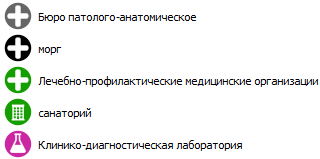 Бюро патолого-анатомическое
морг
Лечебно-профилактические медицинские организации
санаторий
Клинико-диагностическая лаборатория